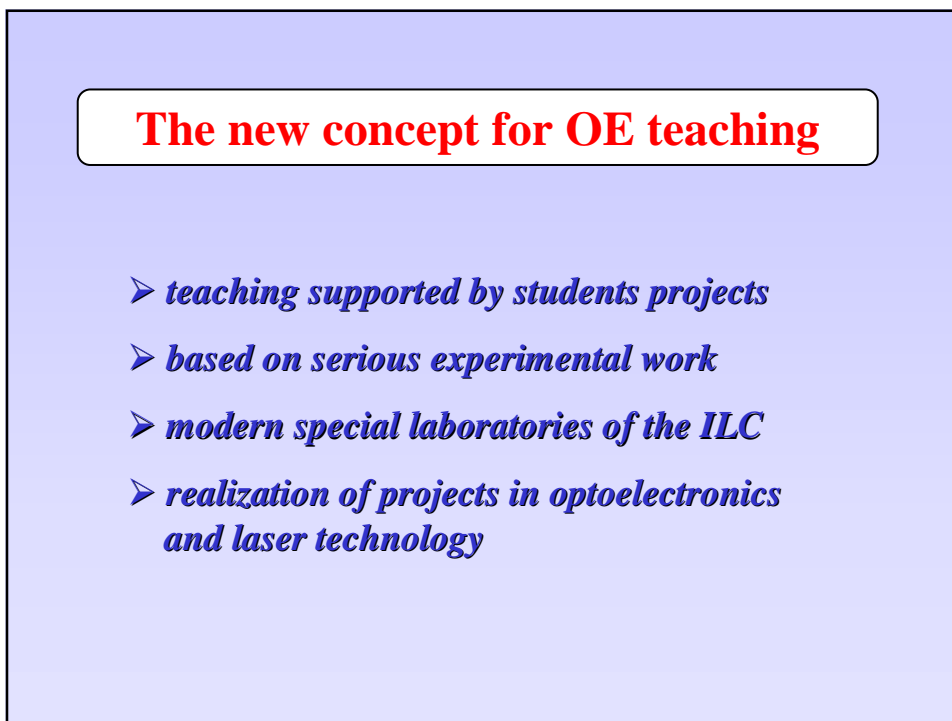 The new concept for OE teaching
➢ teaching supported by students projects
➢ based on serious experimental work
➢ modern special laboratories of the ILC
➢ realization of projects in optoelectronics
and laser technology